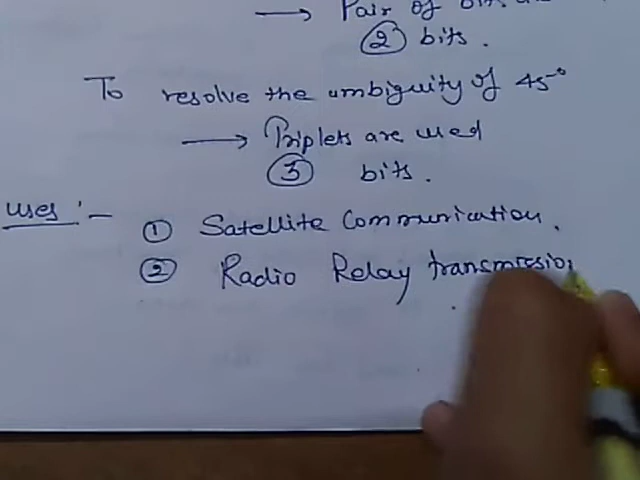 → Pair of
② bits.
To resolve the ambiguity of 45°
→ Triplets are used
③ bits.
uses :-
① Satellite Communication.
② Radio Relay transmission